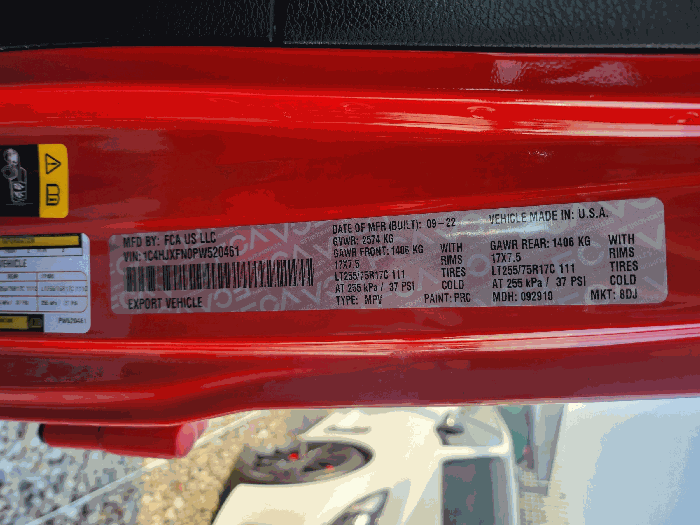 MFD BY: FCA US LLC
VIN: 1C4HJXFN0PW520461
EXPORT VEHICLE
DATE OF MFR (BUILT): 09-22
GVWR: 2574 KG
GAWR FRONT: 1406 KG WITH
17X7.5 RIMS
LT255/75R17C 111 TIRES
AT 255 kPa / 37 PSI COLD
TYPE: MPV PAINT: PRC
VEHICLE MADE IN: U.S.A.
GAWR REAR: 1406 KG WITH
17X7.5 RIMS
LT255/75R17C 111 TIRES
AT 255 kPa / 37 PSI COLD
MDH: 092915 MKT: 8DJ
PW520461